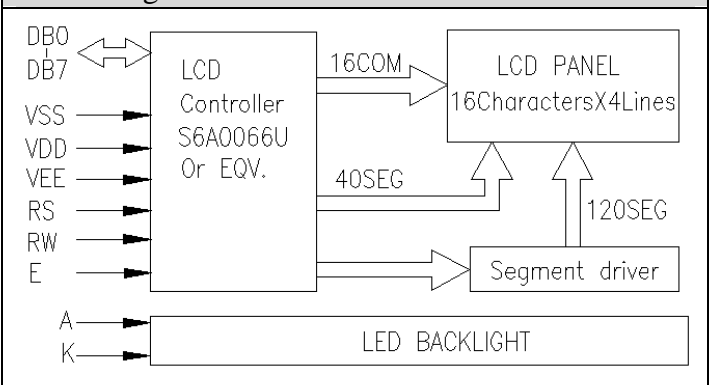 DB0
DB7
VSS
VDD
VEE
RS
RW
E
LCD
Controller
S6A0066U
Or EQV.
16COM
40SEG
LCD PANEL
16CharactersX4Lines
120SEG
Segment driver
A
K
LED BACKLIGHT